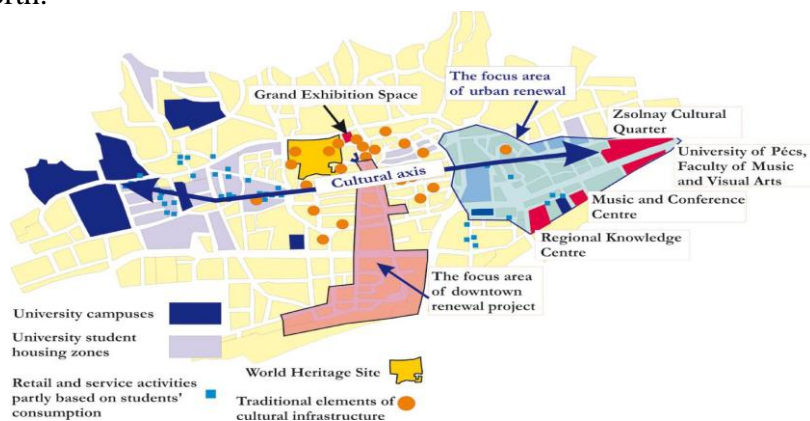 Grand Exhibition Space
The focus area
of urban renewal
Zsolnay Cultural
Quarter
University of Pécs,
Faculty of Music
and Visual Arts
Cultural axis
Music and Conference
Centre
Regional Knowledge
Centre
The focus area
of downtown
renewal project
University campuses
University student
housing zones
World Heritage Site
Retail and service activities
partly based on students'
consumption
Traditional elements of
cultural infrastructure